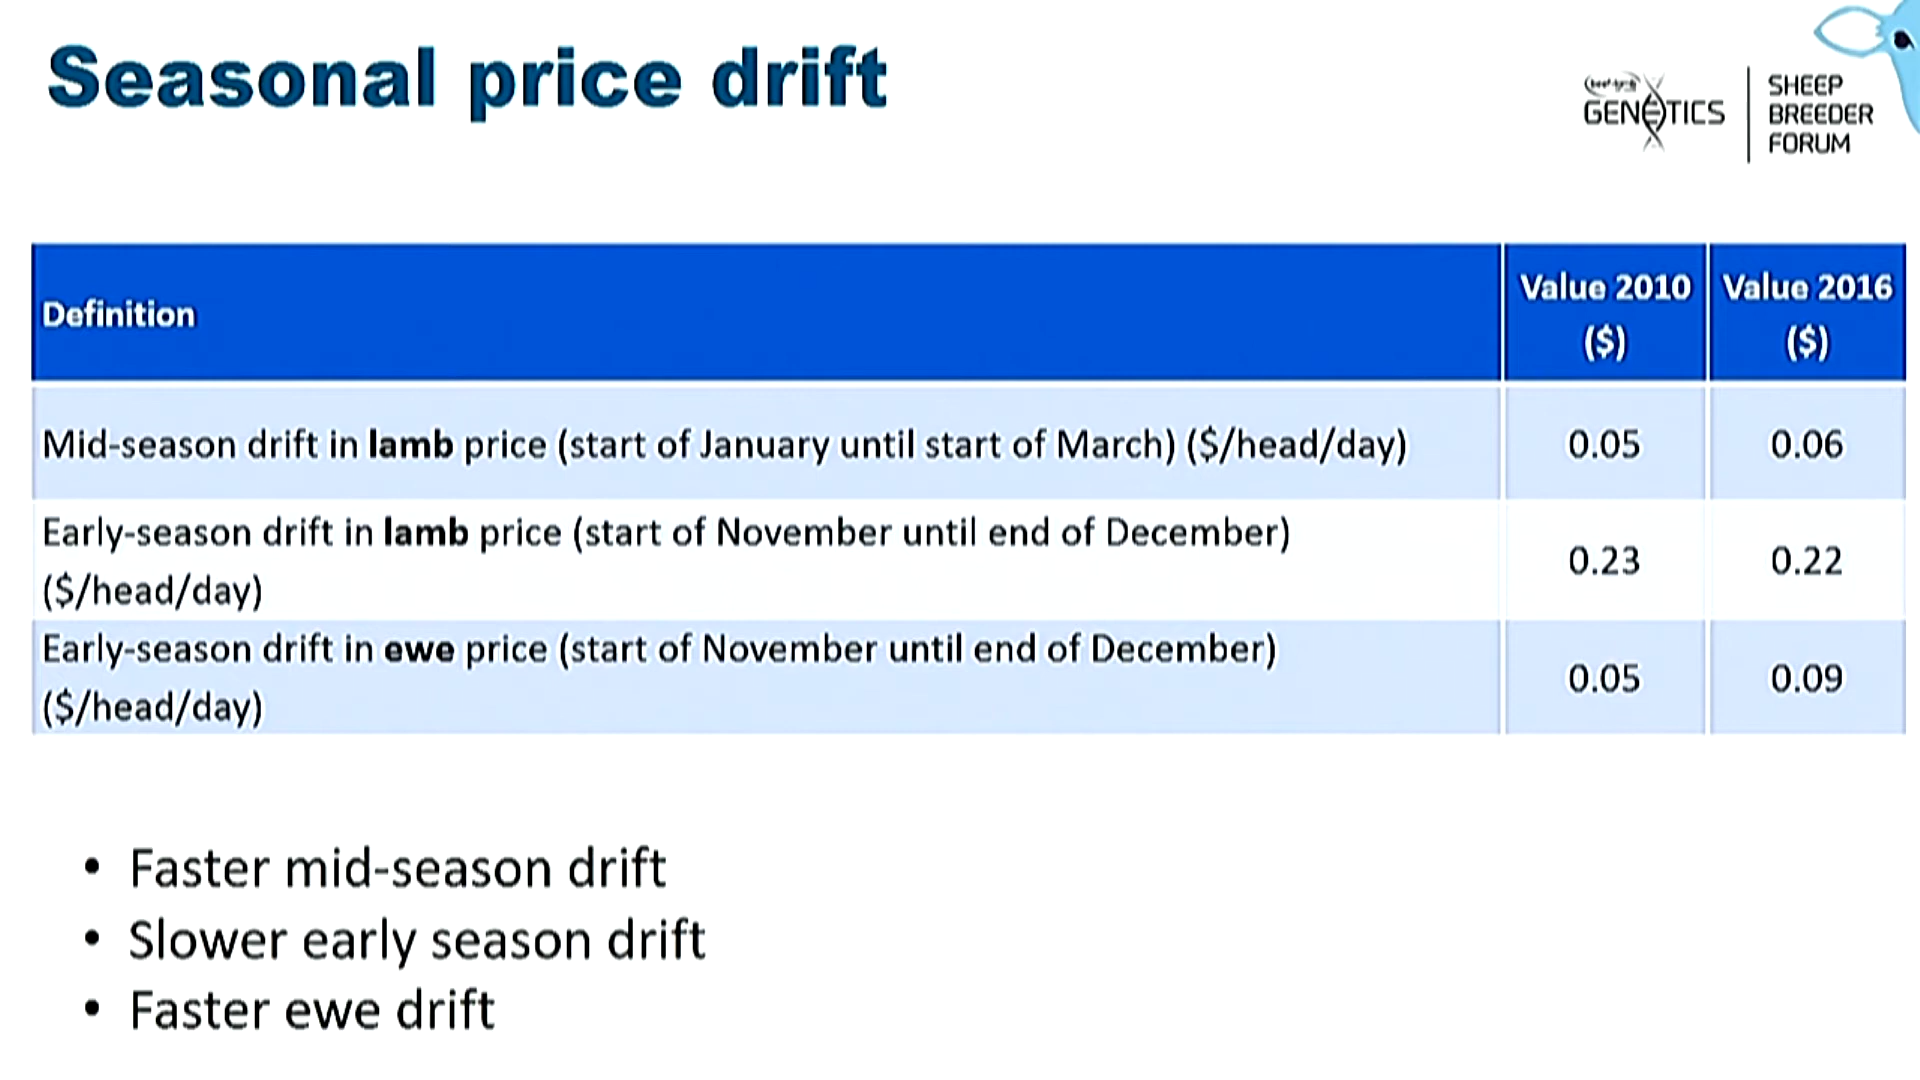 Seasonal price drift
GENETICS
SHEEP
BREEDER
FORUM
Definition
Value 2010
($)
Value 2016
($)
Mid-season drift in lamb price (start of January until start of March) ($/head/day)
0.05
0.06
Early-season drift in lamb price (start of November until end of December)
($/head/day)
0.23
0.22
Early-season drift in ewe price (start of November until end of December)
($/head/day)
0.05
0.09
• Faster mid-season drift
• Slower early season drift
• Faster ewe drift